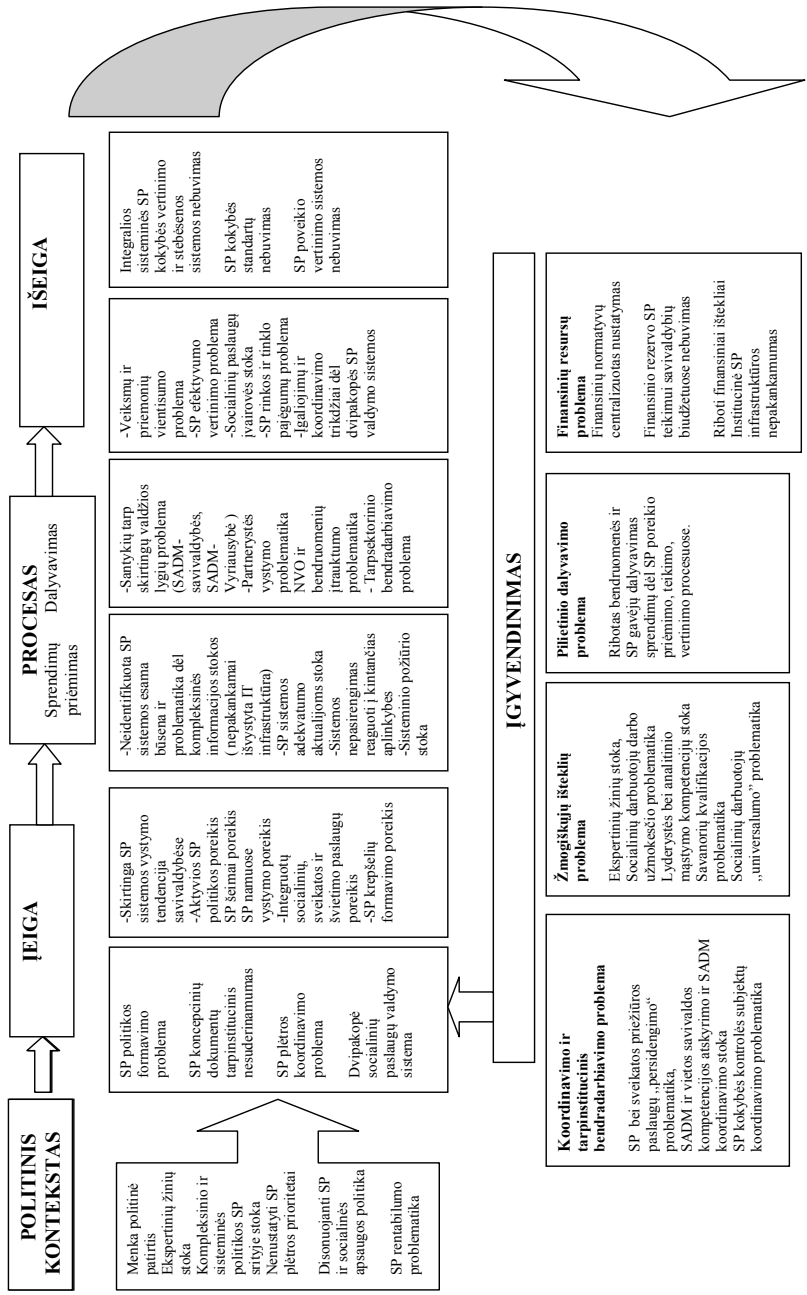 POLITINIS
KONTEKSTAS
ĮEIGA
PROCESAS
Sprendimų Dalyvavimas
priėmimas
IŠEIGA
Menka politinė
patirtis
Ekspertinių žinių
stoka
Kompleksinio ir
sisteminės
politikos SP
srityje stoka
Nenustatyti SP
plėtros prioritetai
Disonuojanti SP
ir socialinės
apsaugos politika
SP rentabilumo
problematika
SP politikos
formavimo
problema
SP koncepcinių
dokumentų
tarpinstitucinis
nesuderinamumas
SP plėtros
koordinavimo
problema
Dvipakopė
socialinių
paslaugų valdymo
sistema
-Skirtinga SP
sistemos vystymo
tendencija
savivaldybėse
-Aktyvios SP
politikos poreikis
SP šeimai poreikis
SP namuose
vystymo poreikis
-Integruotų
socialinių,
sveikatos ir
švietimo paslaugų
poreikis
-SP krepšelių
formavimo poreikis
-Neidentifikuota SP
sistemos esama
būsena ir
problematika dėl
kompleksinės
informacijos stokos
( nepakankamai
išvystyta IT
infrastruktūra)
-SP sistemos
adekvatumo
aktualijoms stoka
-Sistemos
nepasirengimas
reaguoti į kintančias
aplinkybes
-Sisteminio požiūrio
stoka
-Santykių tarp
skirtingų valdžios
lygių problema
(SADM-
savivaldybės,
SADM-
Vyriausybė )
-Partnerystės
vystymo
problematika
NVO ir
bendruomenių
įtrauktumo
problematika
- Tarpsektorinio
bendradarbiavimo
problema
-Veiksmų ir
priemonių
vientisumo
problema
-SP efektyvumo
vertinimo problema
-Socialinių paslaugų
įvairovės stoka
-SP rinkos ir tinklo
pajėgumų problema
-Įgaliojimų ir
koordinavimo
trikdžiai dėl
dvipakopės SP
valdymo sistemos
Integralios
sisteminės SP
kokybės vertinimo
ir stebėsenos
sistemos nebuvimas
SP kokybės
standartų
nebuvimas
SP poveikio
vertinimo sistemos
nebuvimas
ĮGYVENDINIMAS
Koordinavimo ir
tarpinstitucinis
bendradarbiavimo problema
SP bei sveikatos priežiūros
paslaugų „persidengimo“
problematika,
SADM ir vietos savivaldos
kompetencijos atskyrimo ir SADM
koordinavimo stoka
SP kokybės kontrolės subjektų
koordinavimo problematika
Žmogiškųjų išteklių
problema
Ekspertinių žinių stoka,
Socialinių darbuotojų darbo
užmokesčio problematika
Lyderystės bei analitinio
mąstymo kompetencijų stoka
Savanorių kvalifikacijos
problematika
Socialinių darbuotojų
,,universalumo” problematika
Pilietinio dalyvavimo
problema
Ribotas bendruomenės ir
SP gavėjų dalyvavimas
sprendimų dėl SP poreikio
priėmimo, teikimo,
vertinimo procesuose.
Finansinių resursų
problema
Finansinių normatyvų
centralizuotas nustatymas
Finansinio rezervo SP
teikimui savivaldybių
biudžetuose nebuvimas
Riboti finansiniai ištekliai
Institucinė SP
infrastruktūros
nepakankamumas